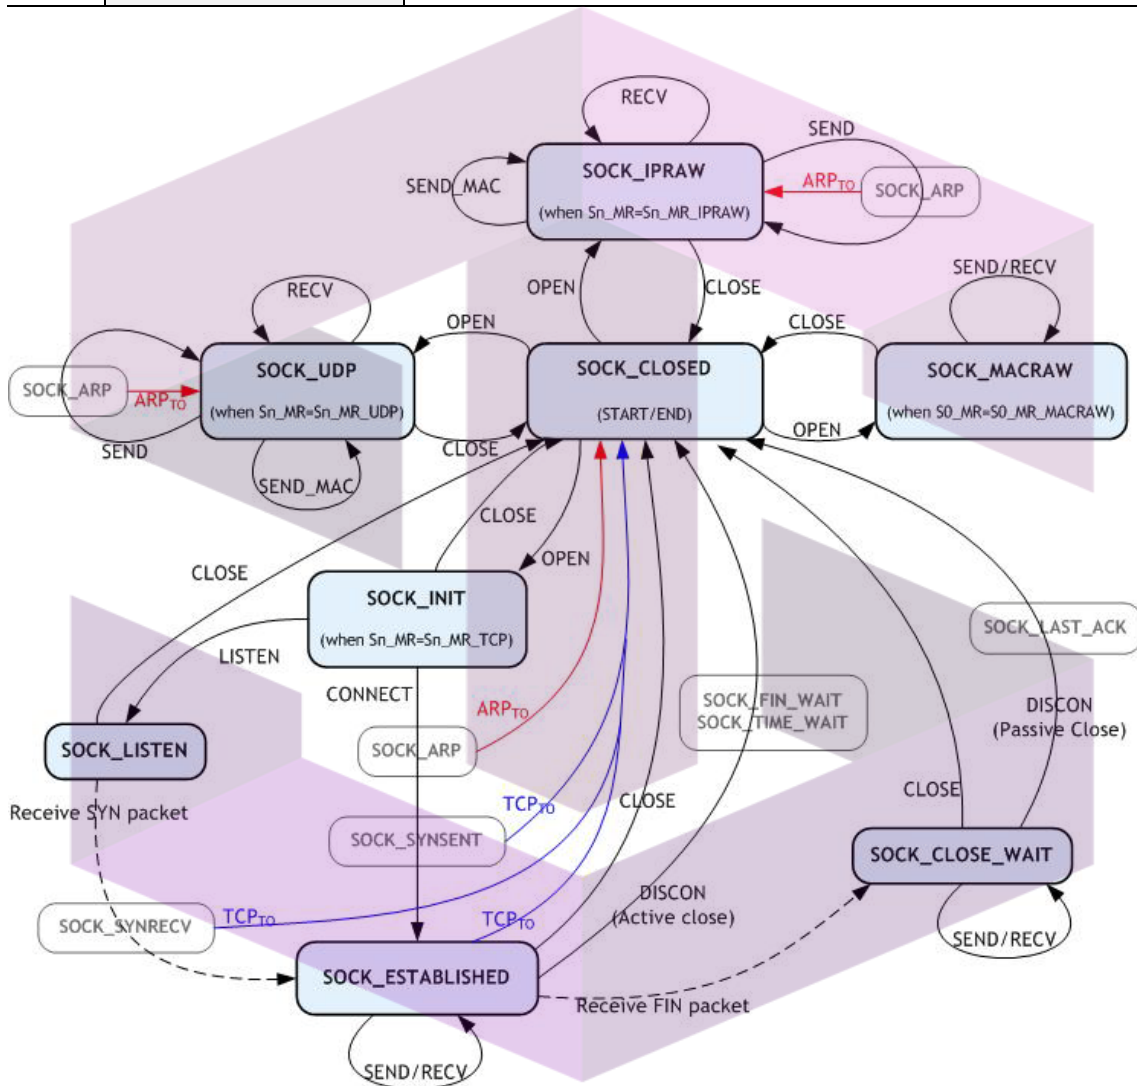 RECV
SEND
SOCK_IPRAW
SEND_MAC
ARPTO
SOCK_ARP
(when Sn_MR=Sn_MR_IPRAW)
SEND/RECV
RECV
OPEN
CLOSE
OPEN
CLOSE
SOCK_UDP
SOCK_CLOSED
SOCK_MACRAW
SOCK_ARP
ARPTO
(when Sn_MR=Sn_MR_UDP)
(START/END)
(when S0_MR=S0_MR_MACRAW)
OPEN
SEND
CLOSE
SEND_MAC
CLOSE
OPEN
CLOSE
SOCK_INIT
(when Sn_MR=Sn_MR_TCP)
SOCK_LAST_ACK
LISTEN
CONNECT
SOCK_FIN_WAIT
SOCK_TIME_WAIT
ARPTO
DISCON
(Passive Close)
SOCK_LISTEN
SOCK_ARP
CLOSE
Receive SYN packet
TCPTO
CLOSE
SOCK_SYNSENT
SOCK_CLOSE_WAIT
DISCON
(Active close)
SOCK_SYNRECV
TCPTO
TCPTO
SEND/RECV
SOCK_ESTABLISHED
Receive FIN packet
SEND/RECV